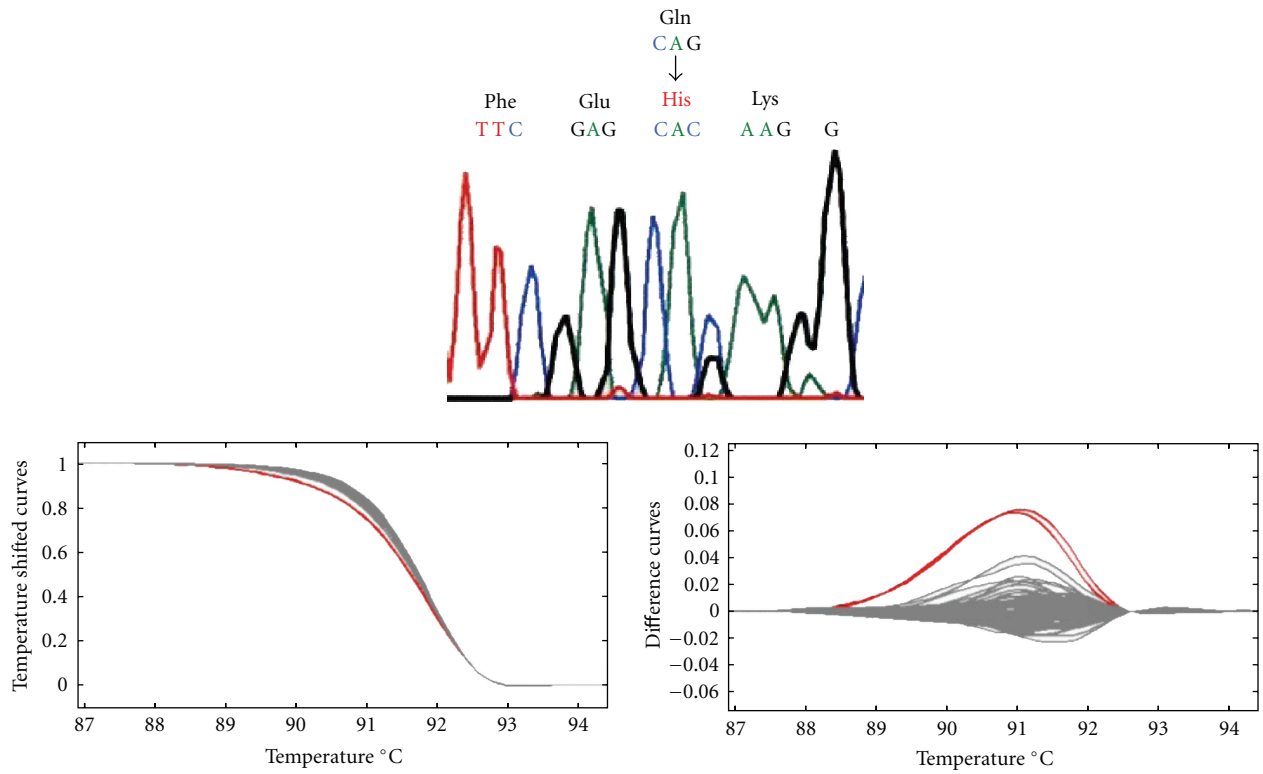 Gln
CAG
Phe Glu His Lys
TTC GAG CAC AAG G
Temperature shifted curves
1
0.8
0.6
0.4
0.2
0
87 88 89 90 91 92 93 94
Temperature °C
Difference curves
0.12
0.1
0.08
0.06
0.04
0.02
0
−0.02
−0.04
−0.06
87 88 89 90 91 92 93 94
Temperature °C